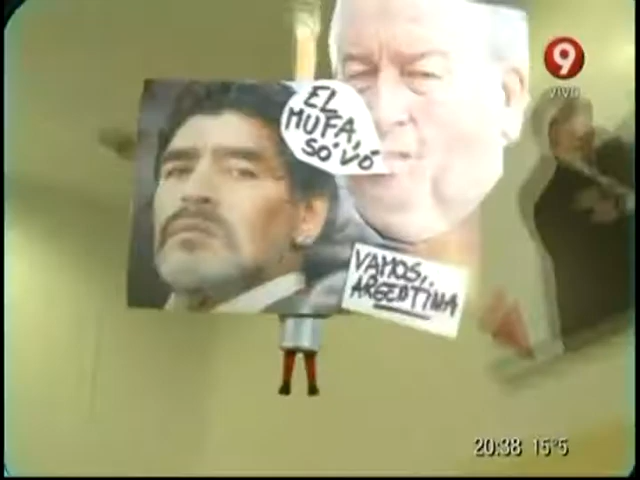 9
VIVO
EL
MUFA,
SO' VÓ
VAMOS,
ARGENTINA
20:38 15°5